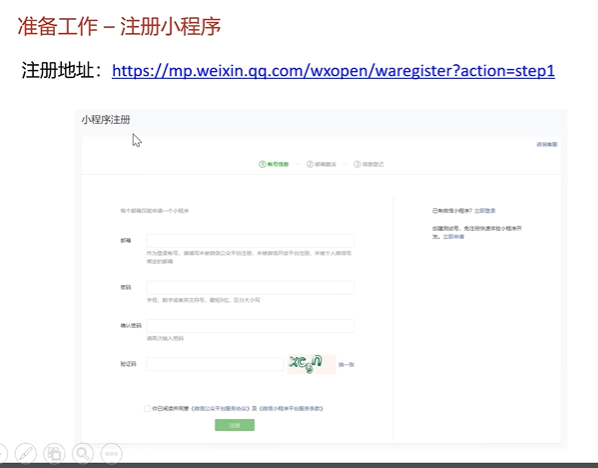 准备工作 – 注册小程序
注册地址：https://mp.weixin.qq.com/wxopen/waregister?action=step1
小程序注册
咨询客服
1 帐号信息 2 邮箱激活 3 信息登记
每个邮箱仅能申请一个小程序
已有微信小程序？立即登录
创建测试号，免注册快速体验小程序开
发。立即申请
邮箱
作为登录帐号，请填写未被微信公众平台注册，未被微信开放平台注册，未被个人微信号
绑定的邮箱
密码
字母、数字或者英文符号，最短8位，区分大小写
确认密码
请再次输入密码
验证码
换一张
你已阅读并同意《微信公众平台服务协议》及《微信小程序平台服务条款》
注册